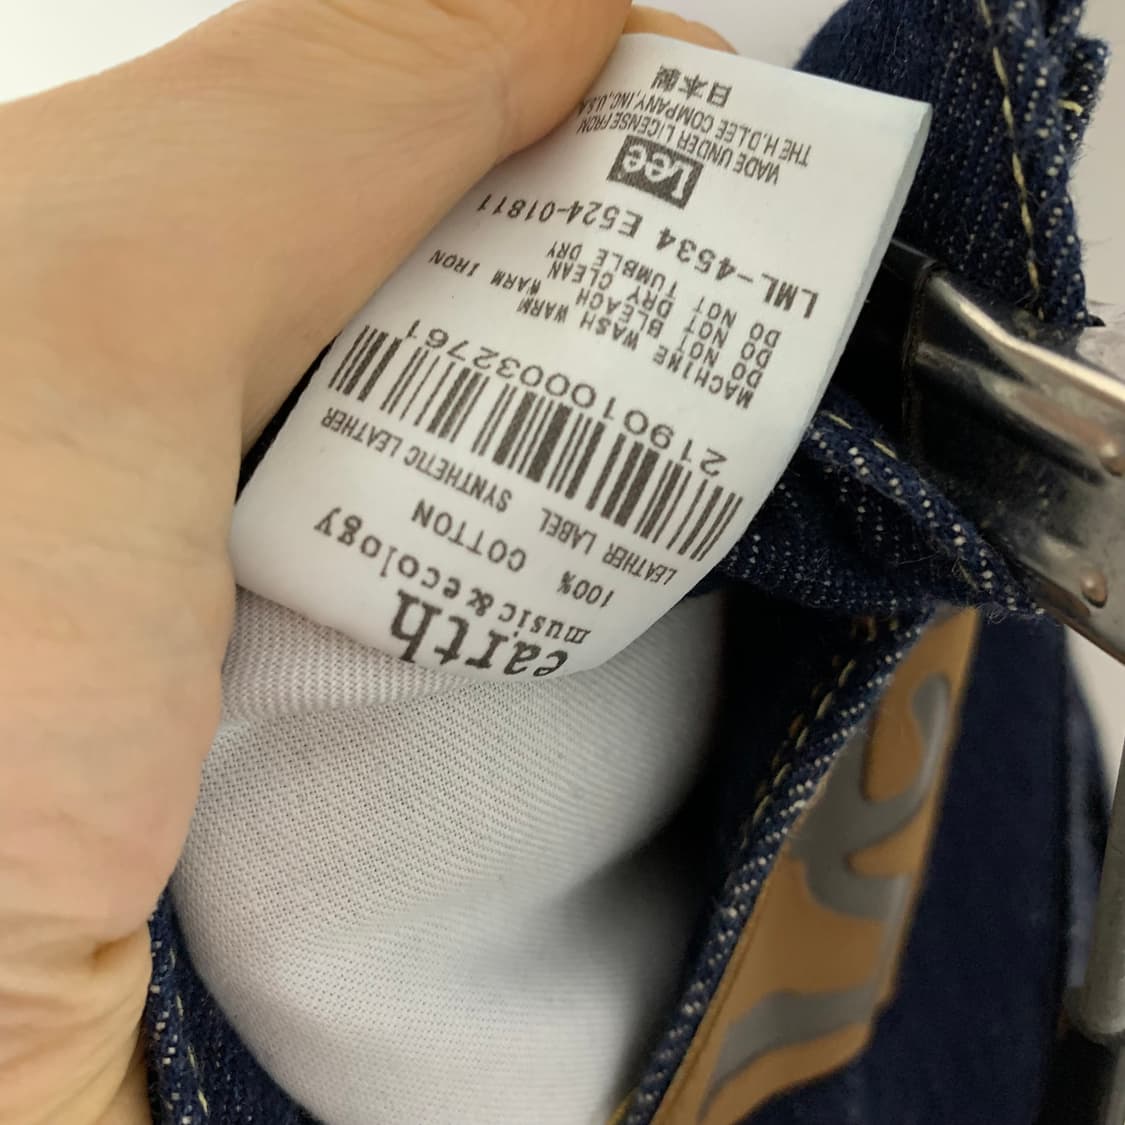 earth
music & ecology
100% COTTON
LEATHER LABEL SYNTHETIC LEATHER
2190100032761
MACHINE WASH WARM
DO NOT BLEACH WARM IRON
DO NOT DRY CLEAN
DO NOT TUMBLE DRY
LML-4534 E524-01811
Lee
MADE UNDER LICENSE FROM
THE H.D.LEE COMPANY, INC., U.S.A.
日本製
Lee